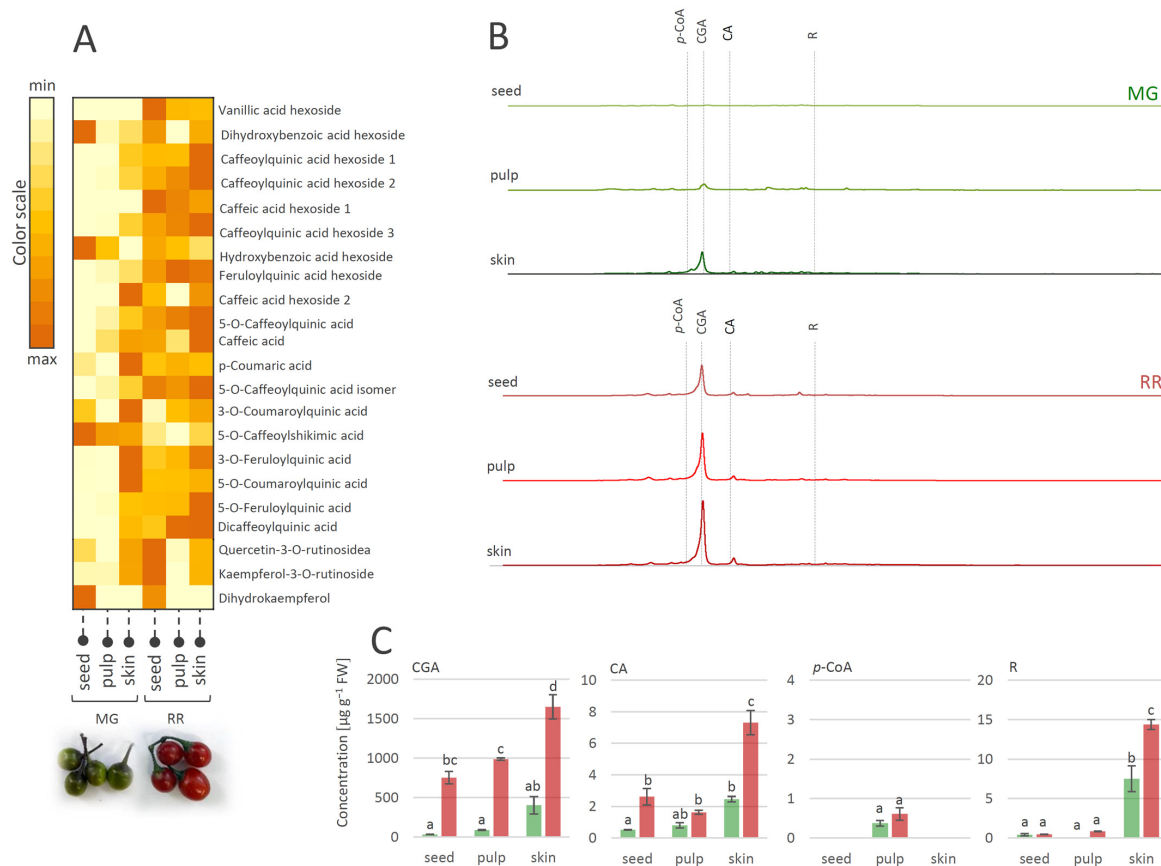 A
min
Color scale
max
Vanillic acid hexoside
Dihydroxybenzoic acid hexoside
Caffeoylquinic acid hexoside 1
Caffeoylquinic acid hexoside 2
Caffeic acid hexoside 1
Caffeoylquinic acid hexoside 3
Hydroxybenzoic acid hexoside
Feruloylquinic acid hexoside
Caffeic acid hexoside 2
5-O-Caffeoylquinic acid
Caffeic acid
p-Coumaric acid
5-O-Caffeoylquinic acid isomer
3-O-Coumaroylquinic acid
5-O-Caffeoylshikimic acid
3-O-Feruloylquinic acid
5-O-Coumaroylquinic acid
5-O-Feruloylquinic acid
Dicaffeoylquinic acid
Quercetin-3-O-rutinosidea
Kaempferol-3-O-rutinoside
Dihydrokaempferol
seed pulp skin seed pulp skin
MG RR
B
p-CoA CGA CA R
seed MG
pulp
skin
p-CoA CGA CA R
seed RR
pulp
skin
C
Concentration [µg g⁻¹ FW]
CGA
2000
1500
1000
500
0
a bc a c ab d
seed pulp skin
CA
10
8
6
4
2
0
a b ab b b c
seed pulp skin
p-CoA
4
3
2
1
0
a a
seed pulp skin
R
20
15
10
5
0
a a a a b c
seed pulp skin